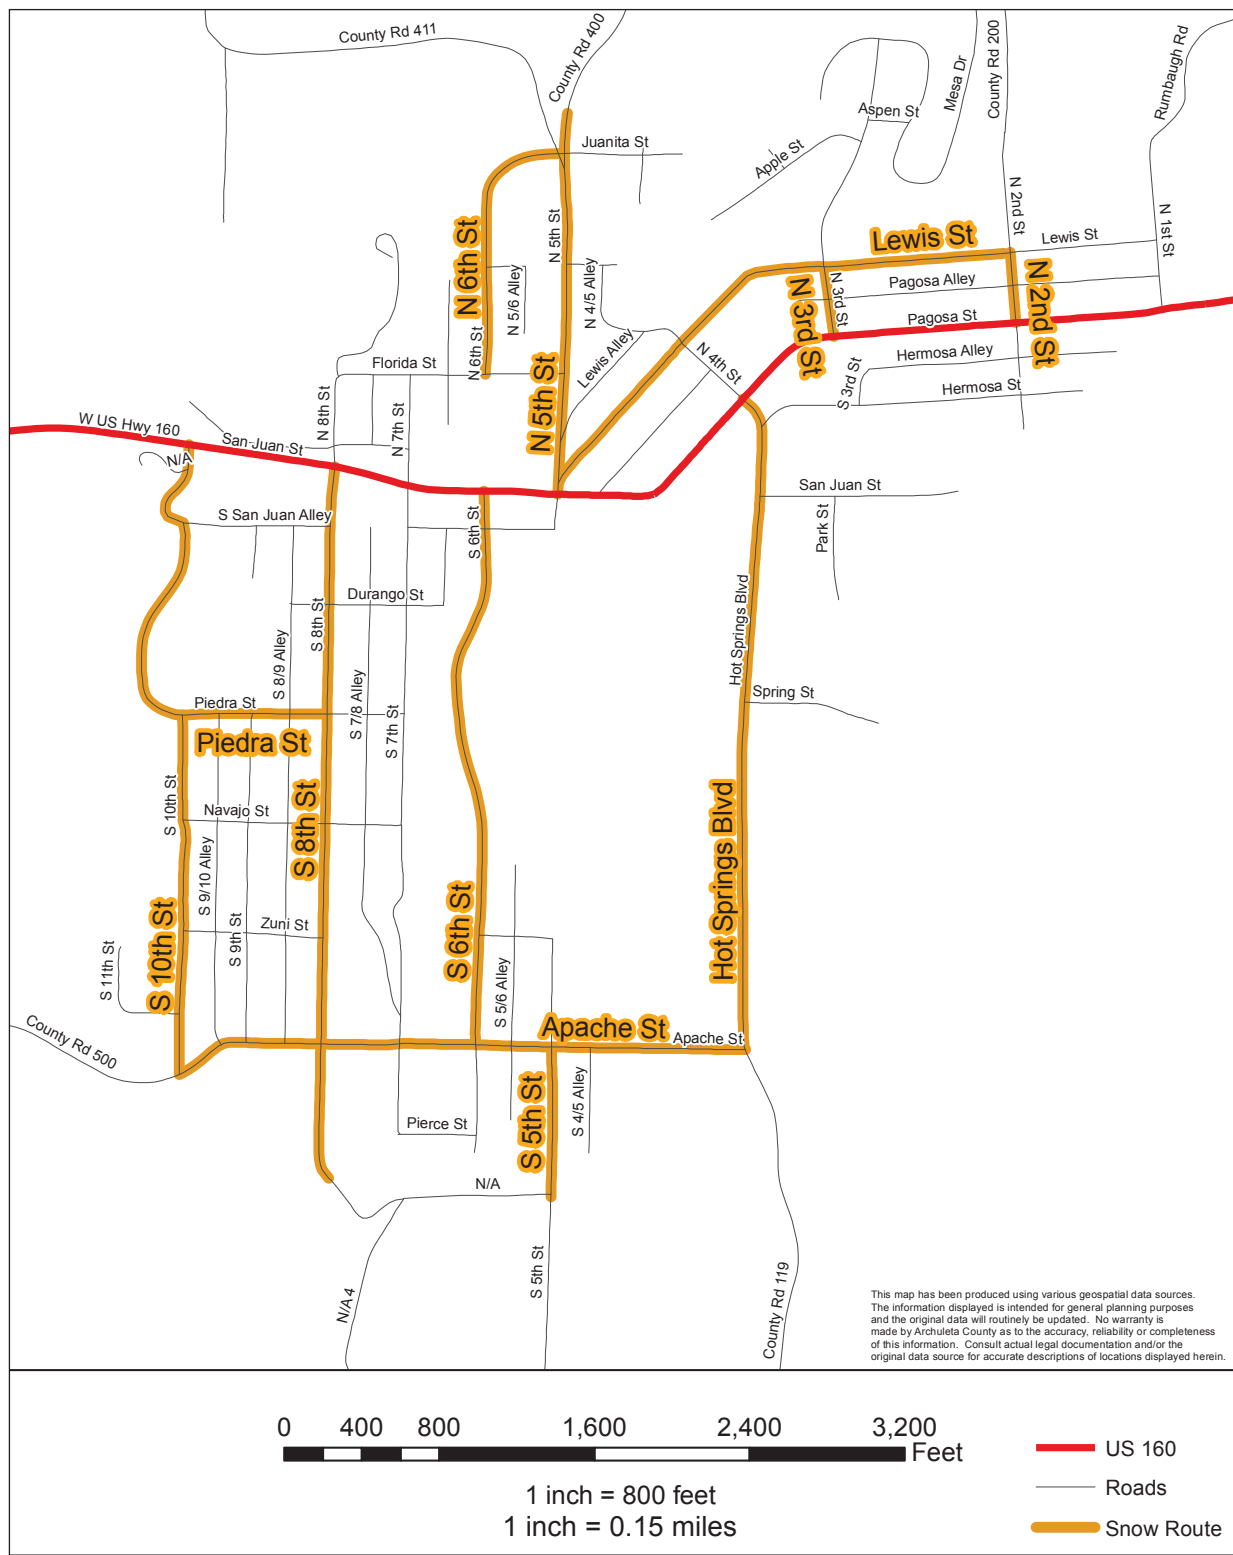 County Rd 411
County Rd 400
Mesa Dr
County Rd 200
Rumbaugh Rd
Aspen St
Juanita St
Apple St
N 6th St
N 5th St
N 2nd St
N 1st St
Lewis St
Lewis St
N 5/6 Alley
N 4/5 Alley
N 3rd St
N 3rd St
Pagosa Alley
N 2nd St
Pagosa St
N 6th St
Lewis Alley
N 4th St
Hermosa Alley
Florida St
S 3rd St
Hermosa St
N 8th St
N 7th St
N 5th St
W US Hwy 160
San Juan St
N/A
San Juan St
S San Juan Alley
S 6th St
Park St
Durango St
S 8th St
Hot Springs Blvd
S 8/9 Alley
S 7/8 Alley
S 7th St
Piedra St
Spring St
Piedra St
S 10th St
Navajo St
S 8th St
Hot Springs Blvd
S 9/10 Alley
S 9th St
Zuni St
S 10th St
S 6th St
S 11th St
S 5/6 Alley
County Rd 500
Apache St
Apache St
S 5th St
S 4/5 Alley
Pierce St
N/A
S 5th St
N/A 4
County Rd 119
This map has been produced using various geospatial data sources.
The information displayed is intended for general planning purposes
and the original data will routinely be updated. No warranty is
made by Archuleta County as to the accuracy, reliability or completeness
of this information. Consult actual legal documentation and/or the
original data source for accurate descriptions of locations displayed herein.
0 400 800 1,600 2,400 3,200
Feet
1 inch = 800 feet
1 inch = 0.15 miles
US 160
Roads
Snow Route